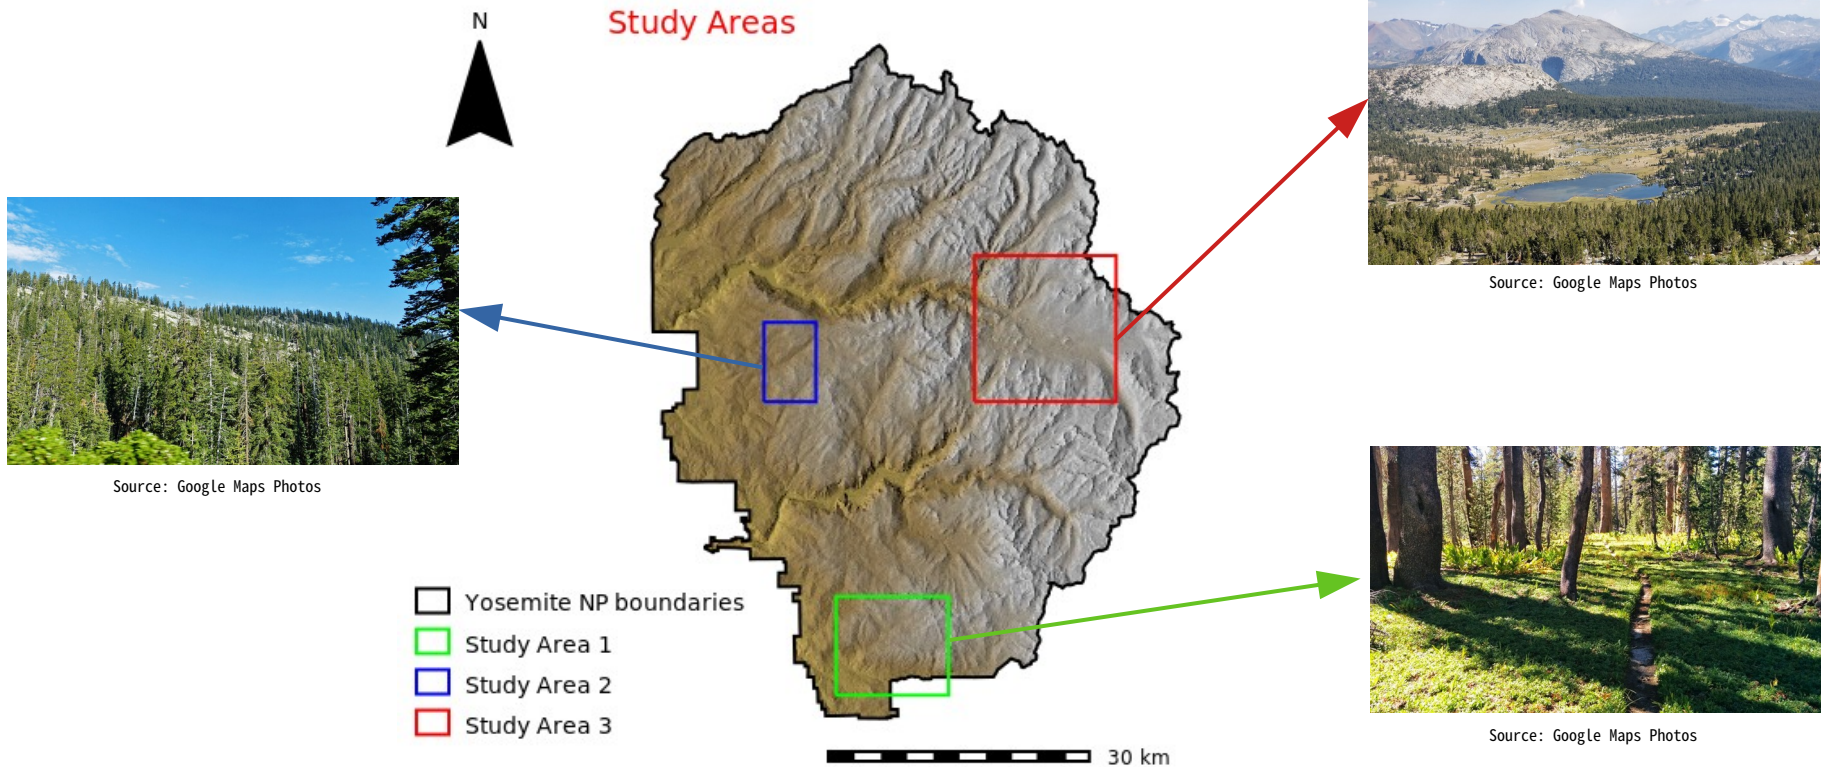 N
Study Areas
Source: Google Maps Photos
Source: Google Maps Photos
Yosemite NP boundaries
Study Area 1
Study Area 2
Study Area 3
Source: Google Maps Photos
30 km